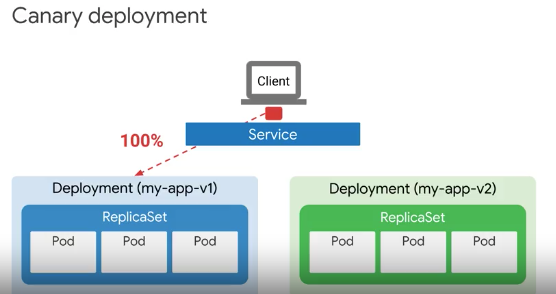 Canary deployment
Client
Service
100%
Deployment (my-app-v1)
ReplicaSet
Pod
Pod
Pod
Deployment (my-app-v2)
ReplicaSet
Pod
Pod
Pod